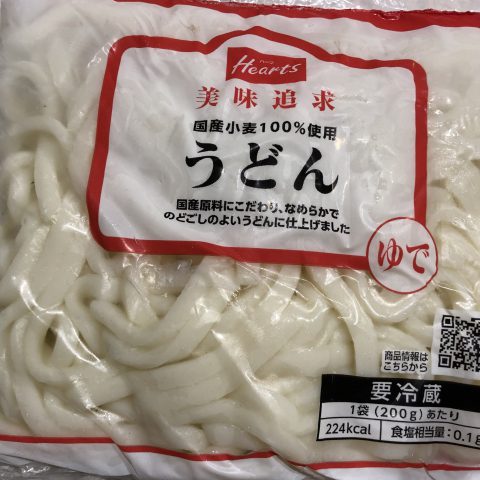 Hearts
美味追求
国産小麦100%使用
うどん
国産原料にこだわり、なめらかで
のどごしのよいうどんに仕上げました
ゆで
商品情報は
こちらから
要冷蔵
1袋(200g)あたり
224kcal 食塩相当量:0.1g